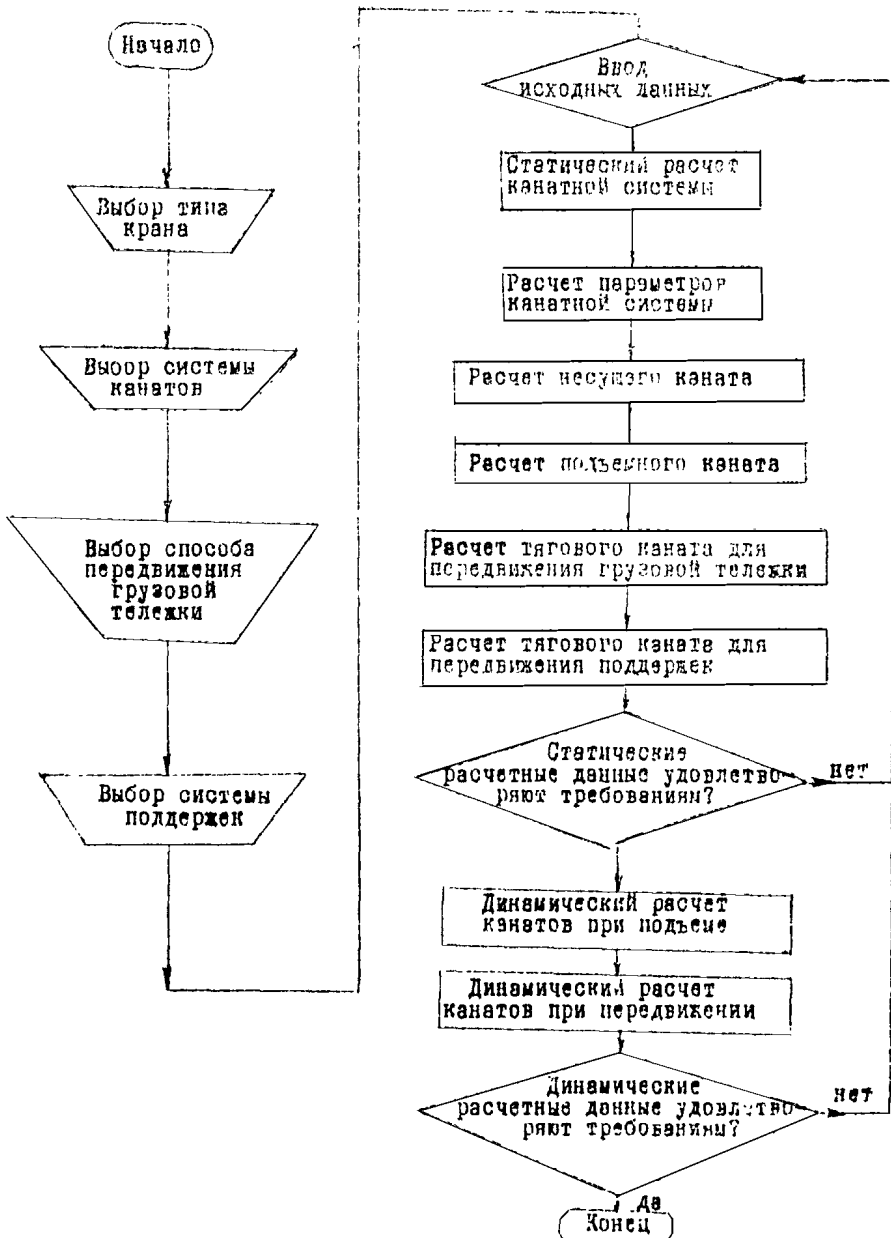 Начало
Выбор типа
крана
Выбор системы
канатов
Выбор способа
передвижения
грузовой
тележки
Выбор системы
поддержек
Ввод
исходных данных
Статический расчет
канатной системы
Расчет параметров
канатной системы
Расчет несущего каната
Расчет подъемного каната
Расчет тягового каната для
передвижения грузовой тележки
Расчет тягового каната для
передвижения поддержек
Статические
расчетные данные удовлетво
ряют требованиям?
нет
Динамический расчет
канатов при подъеме
Динамический расчет
канатов при передвижении
Динамические
расчетные данные удовлетво
ряют требованиям?
нет
да
Конец